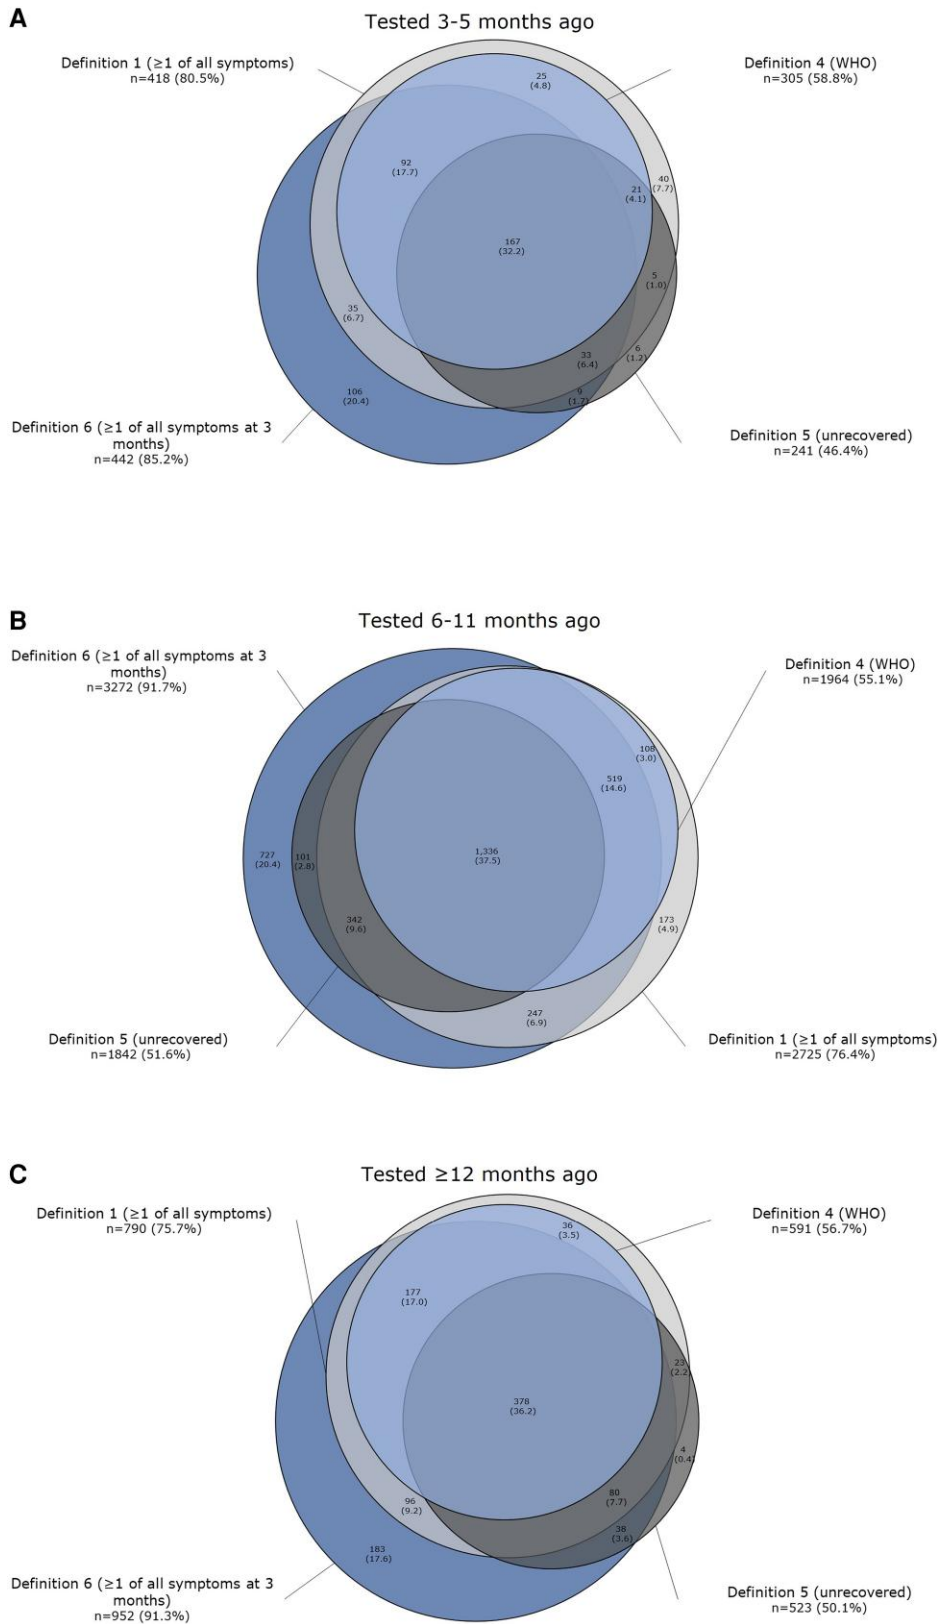 A
Tested 3-5 months ago
Definition 1 (≥1 of all symptoms)
n=418 (80.5%)
Definition 4 (WHO)
n=305 (58.8%)
25
(4.8)
92
(17.7)
21
(4.1)
40
(7.7)
167
(32.2)
5
(1.0)
35
(6.7)
33
(6.4)
6
(1.2)
106
(20.4)
9
(1.7)
Definition 6 (≥1 of all symptoms at 3
months)
n=442 (85.2%)
Definition 5 (unrecovered)
n=241 (46.4%)
B
Tested 6-11 months ago
Definition 6 (≥1 of all symptoms at 3
months)
n=3272 (91.7%)
Definition 4 (WHO)
n=1964 (55.1%)
108
(3.0)
519
(14.6)
727
(20.4)
101
(2.8)
1,336
(37.5)
342
(9.6)
173
(4.9)
247
(6.9)
Definition 5 (unrecovered)
n=1842 (51.6%)
Definition 1 (≥1 of all symptoms)
n=2725 (76.4%)
C
Tested ≥12 months ago
Definition 1 (≥1 of all symptoms)
n=790 (75.7%)
Definition 4 (WHO)
n=591 (56.7%)
36
(3.5)
177
(17.0)
23
(2.2)
378
(36.2)
4
(0.4)
96
(9.2)
80
(7.7)
38
(3.6)
183
(17.6)
Definition 6 (≥1 of all symptoms at 3
months)
n=952 (91.3%)
Definition 5 (unrecovered)
n=523 (50.1%)